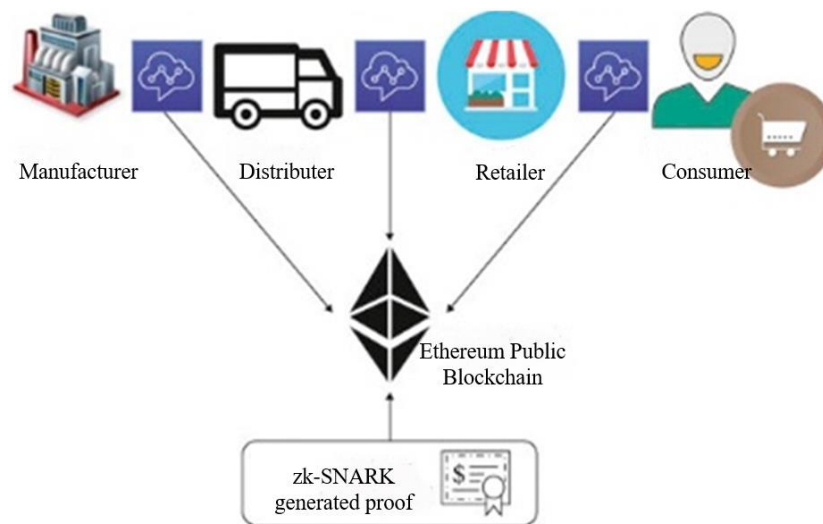 Manufacturer
Distributer
Retailer
Consumer
Ethereum Public
Blockchain
zk-SNARK
generated proof
$